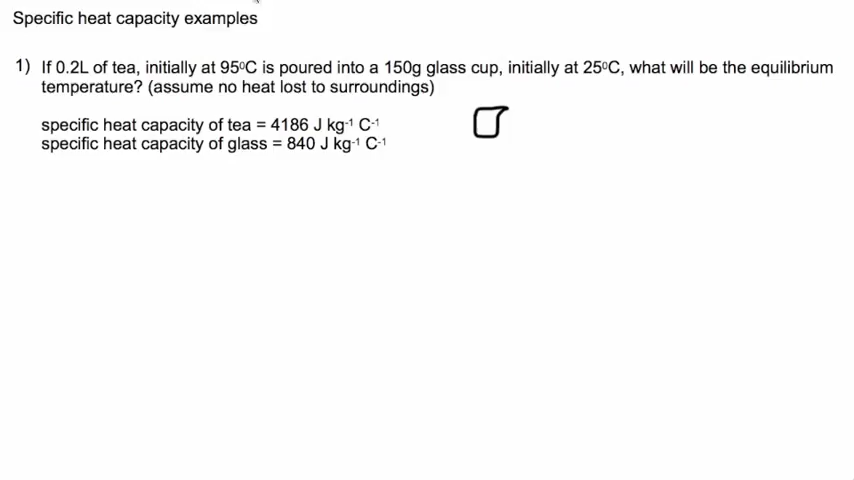 Specific heat capacity examples
1) If 0.2L of tea, initially at 95⁰C is poured into a 150g glass cup, initially at 25⁰C, what will be the equilibrium
temperature? (assume no heat lost to surroundings)
specific heat capacity of tea = 4186 J kg⁻¹ C⁻¹
specific heat capacity of glass = 840 J kg⁻¹ C⁻¹